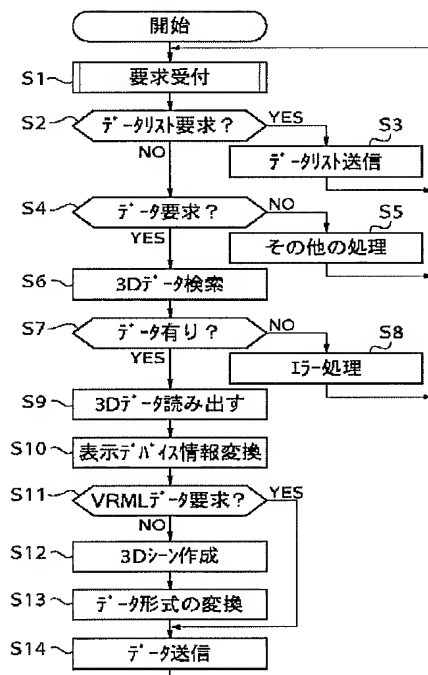 開始
S1 要求受付
S2 ﾃﾞｰﾀﾘｽﾄ要求？ YES
NO
S3
ﾃﾞｰﾀﾘｽﾄ送信
S4 ﾃﾞｰﾀ要求？ NO
YES
S5
その他の処理
S6 3Dﾃﾞｰﾀ検索
S7 ﾃﾞｰﾀ有り？ NO
YES
S8
ｴﾗｰ処理
S9 3Dﾃﾞｰﾀ読み出す
S10 表示ﾃﾞﾊﾞｲｽ情報変換
S11 VRMLﾃﾞｰﾀ要求？ YES
NO
S12 3Dｼｰﾝ作成
S13 ﾃﾞｰﾀ形式の変換
S14 ﾃﾞｰﾀ送信